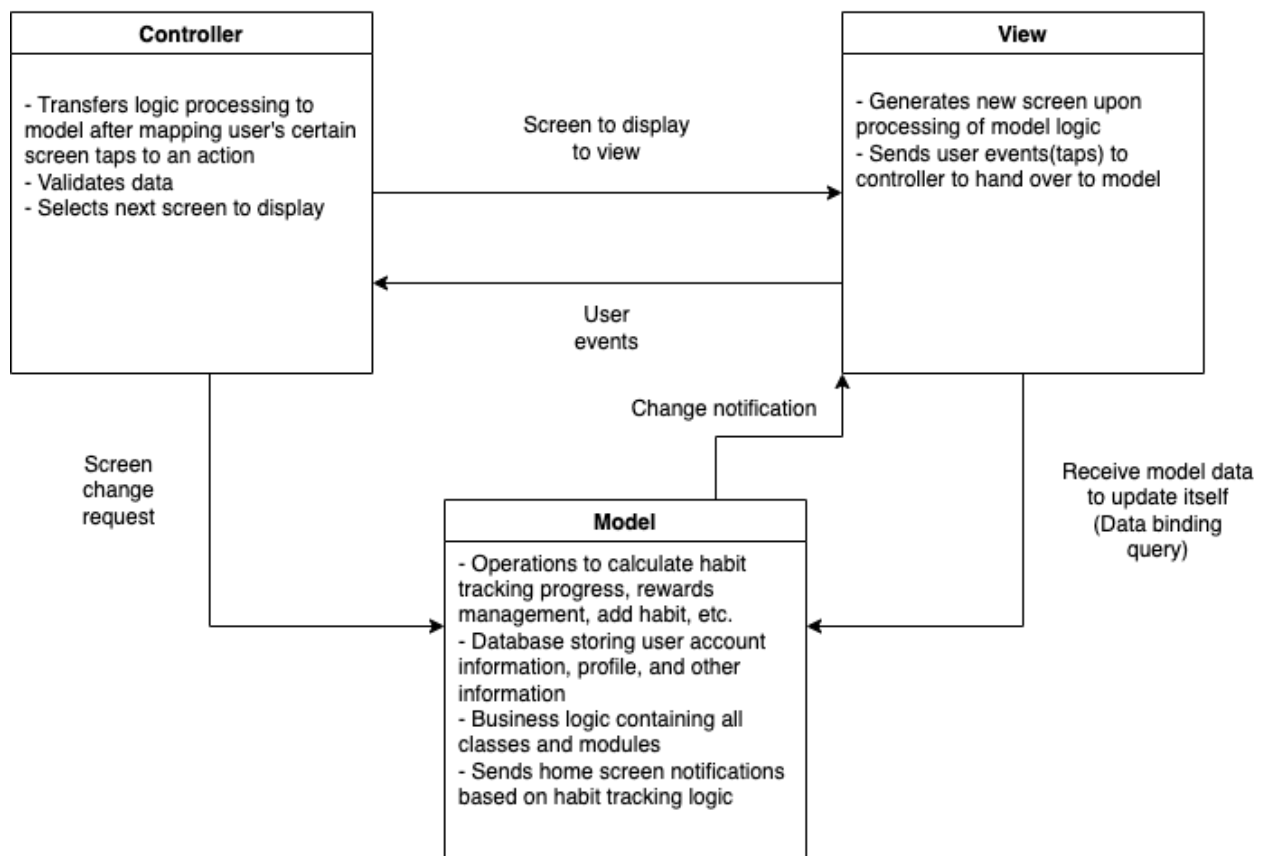 Controller
- Transfers logic processing to
model after mapping user's certain
screen taps to an action
- Validates data
- Selects next screen to display
Screen to display
to view
User
events
View
- Generates new screen upon
processing of model logic
- Sends user events(taps) to
controller to hand over to model
Change notification
Screen
change
request
Receive model data
to update itself
(Data binding
query)
Model
- Operations to calculate habit
tracking progress, rewards
management, add habit, etc.
- Database storing user account
information, profile, and other
information
- Business logic containing all
classes and modules
- Sends home screen notifications
based on habit tracking logic